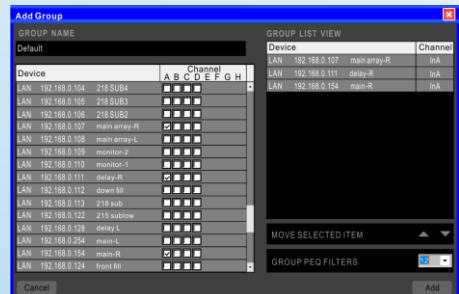 Add Group
GROUP NAME
Default
Device Channel
A B C D E F G H
LAN 192.168.0.104 218 SUB4
LAN 192.168.0.105 218 SUB3
LAN 192.168.0.106 218 SUB2
LAN 192.168.0.107 main array-R
LAN 192.168.0.108 main array-L
LAN 192.168.0.109 monitor-2
LAN 192.168.0.110 monitor-1
LAN 192.168.0.111 delay-R
LAN 192.168.0.112 down fill
LAN 192.168.0.113 218 sub
LAN 192.168.0.122 215 sublow
LAN 192.168.0.128 delay L
LAN 192.168.0.254 main-L
LAN 192.168.0.154 main-R
LAN 192.168.0.124 front fill
Cancel
GROUP LIST VIEW
Device Channel
LAN 192.168.0.107 main array-R InA
LAN 192.168.0.111 delay-R InA
LAN 192.168.0.154 main-R InA
MOVE SELECTED ITEM
GROUP PEQ FILTERS 12
Add